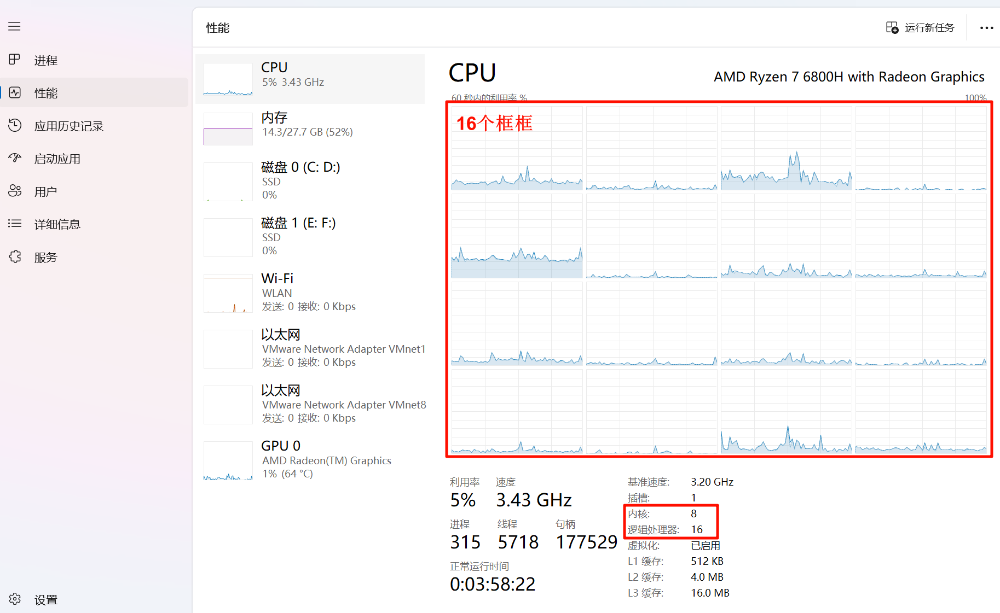 性能
运行新任务
进程
性能
应用历史记录
启动应用
用户
详细信息
服务
设置
CPU
5% 3.43 GHz
内存
14.3/27.7 GB (52%)
磁盘 0 (C: D:)
SSD
0%
磁盘 1 (E: F:)
SSD
0%
Wi-Fi
WLAN
发送: 0 接收: 0 Kbps
以太网
VMware Network Adapter VMnet1
发送: 0 接收: 0 Kbps
以太网
VMware Network Adapter VMnet8
发送: 0 接收: 0 Kbps
GPU 0
AMD Radeon(TM) Graphics
1% (64 °C)
CPU
AMD Ryzen 7 6800H with Radeon Graphics
60 秒内的利用率 %
100%
16个框框
利用率 速度
5% 3.43 GHz
进程 线程 句柄
315 5718 177529
正常运行时间
0:03:58:22
基准速度: 3.20 GHz
插槽: 1
内核: 8
逻辑处理器: 16
虚拟化: 已启用
L1 缓存: 512 KB
L2 缓存: 4.0 MB
L3 缓存: 16.0 MB